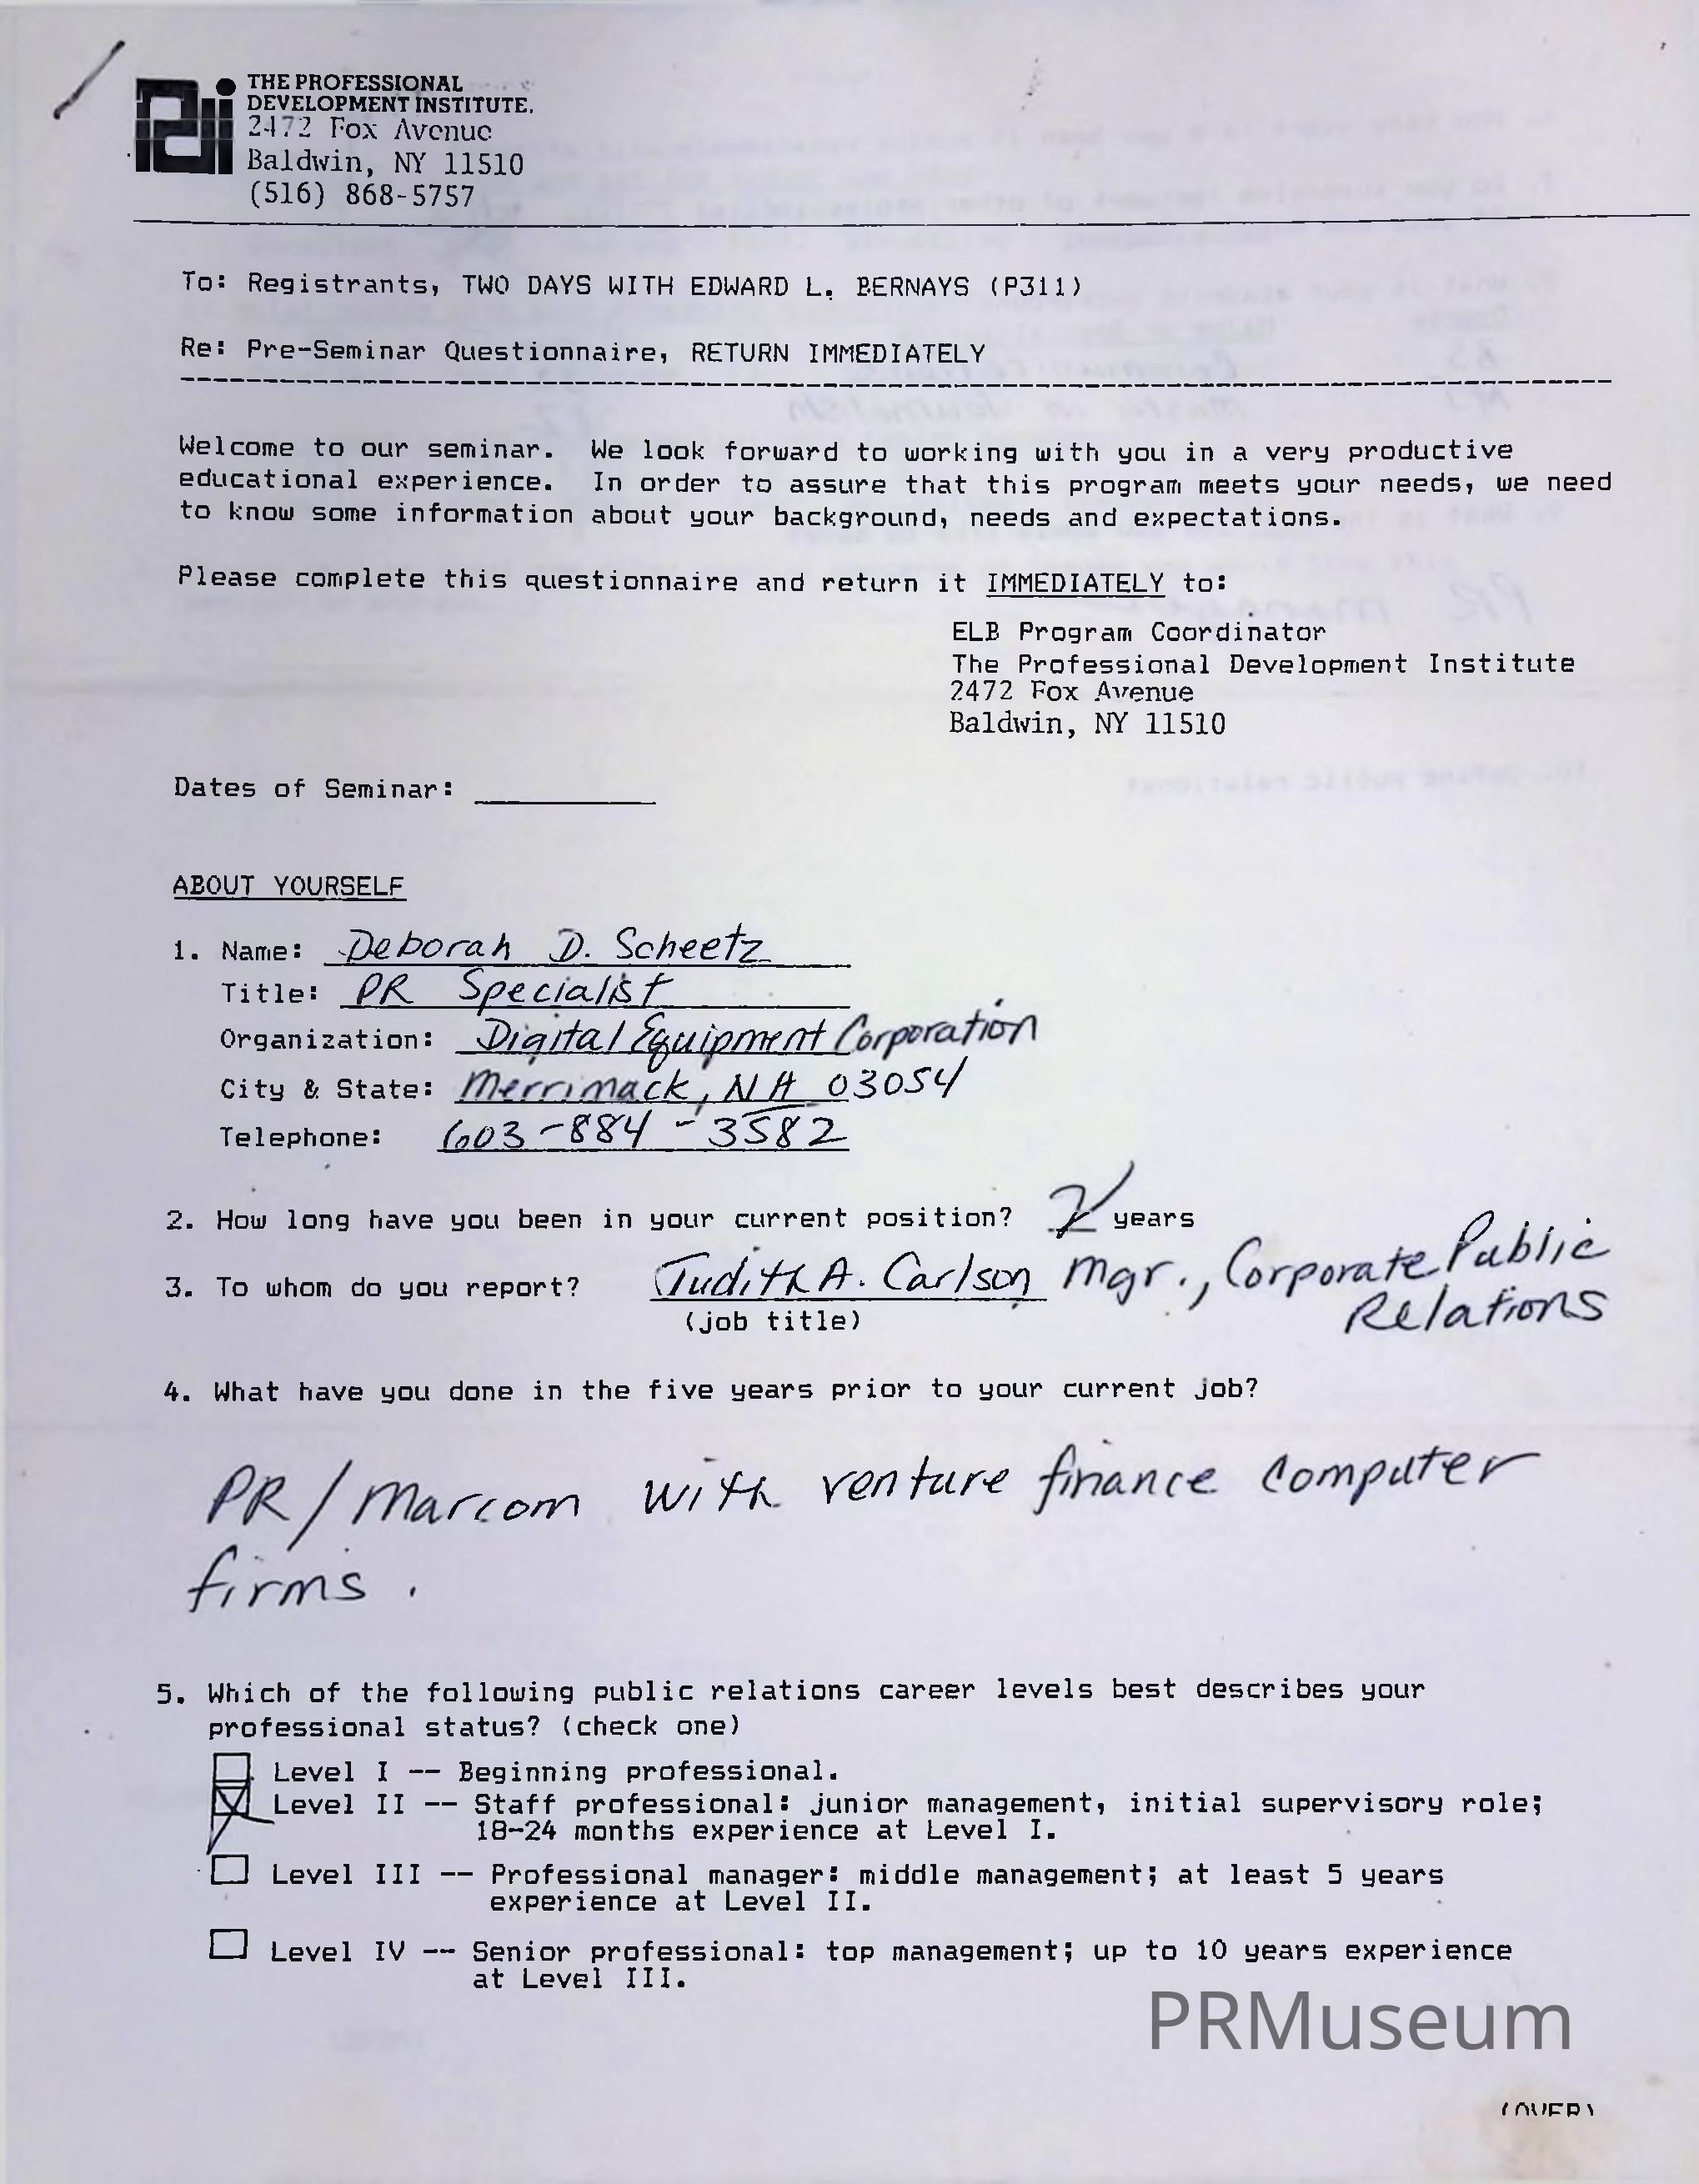 THE PROFESSIONAL
DEVELOPMENT INSTITUTE.
2472 Fox Avenue
Baldwin, NY 11510
(516) 868-5757
To: Registrants, TWO DAYS WITH EDWARD L. BERNAYS (P311)
Re: Pre-Seminar Questionnaire, RETURN IMMEDIATELY
Welcome to our seminar. We look forward to working with you in a very productive
educational experience. In order to assure that this program meets your needs, we need
to know some information about your background, needs and expectations.
Please complete this questionnaire and return it IMMEDIATELY to:
ELB Program Coordinator
The Professional Development Institute
2472 Fox Avenue
Baldwin, NY 11510
Dates of Seminar:
ABOUT YOURSELF
1. Name: Deborah D. Scheetz
Title: PR Specialist
Organization: Digital Equipment Corporation
City & State: Merrimack, NH 03054
Telephone: 603-884-3582
2. How long have you been in your current position? 2 years
3. To whom do you report? Judith A. Carlson Mgr., Corporate Public
Relations
(job title)
4. What have you done in the five years prior to your current job?
PR/Marcom with venture finance computer
firms.
5. Which of the following public relations career levels best describes your
professional status? (check one)
Level I -- Beginning professional.
Level II -- Staff professional: junior management, initial supervisory role;
18-24 months experience at Level I.
Level III -- Professional manager: middle management; at least 5 years
experience at Level II.
Level IV -- Senior professional: top management; up to 10 years experience
at Level III.
PRMuseum
(OVER)